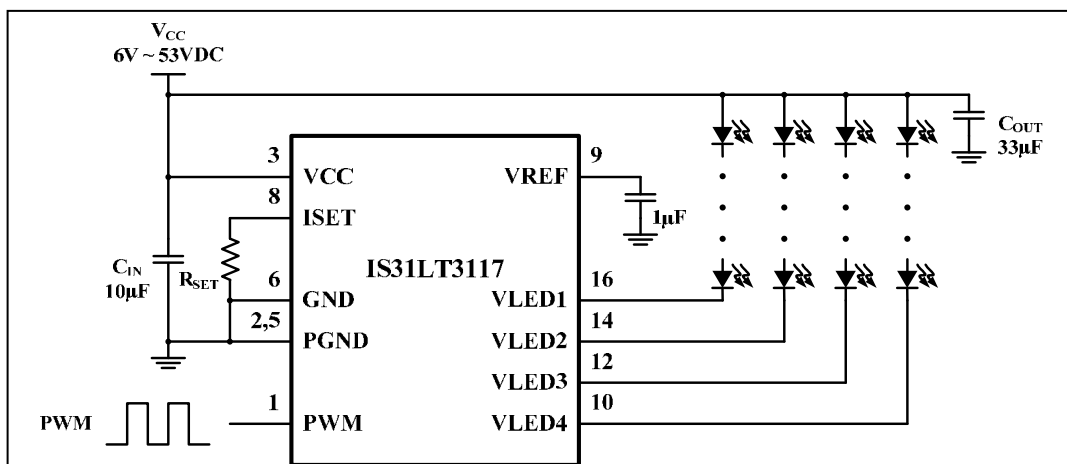 VCC
6V ~ 53VDC
COUT
33μF
3
VCC
8
ISET
CIN
10μF
RSET
6
GND
2,5
PGND
PWM
1
PWM
IS31LT3117
9
VREF
1μF
16
VLED1
14
VLED2
12
VLED3
10
VLED4